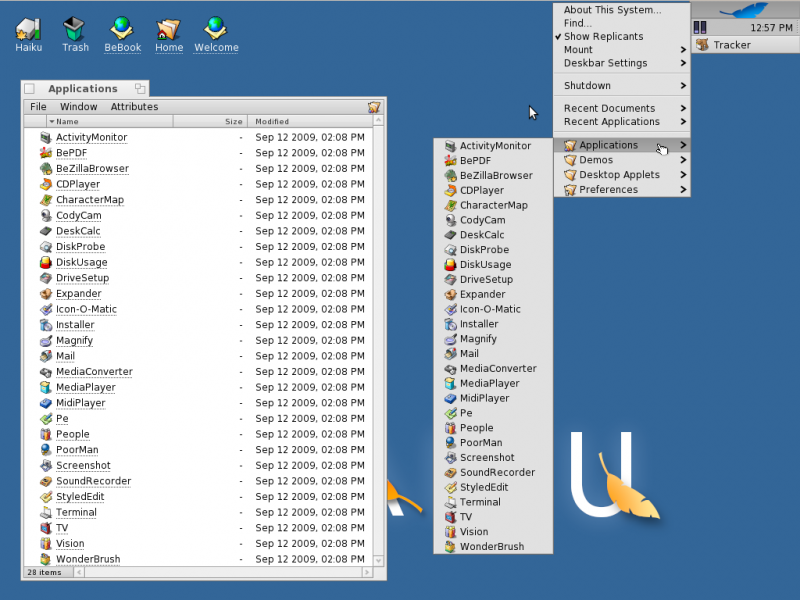 Haiku
Trash
BeBook
Home
Welcome
About This System...
Find...
Show Replicants
Mount
Deskbar Settings
Shutdown
Recent Documents
Recent Applications
Applications
Demos
Desktop Applets
Preferences
12:57 PM
Tracker
Applications
File Window Attributes
Name Size Modified
ActivityMonitor - Sep 12 2009, 02:08 PM
BePDF - Sep 12 2009, 02:08 PM
BeZillaBrowser - Sep 12 2009, 02:08 PM
CDPlayer - Sep 12 2009, 02:08 PM
CharacterMap - Sep 12 2009, 02:08 PM
CodyCam - Sep 12 2009, 02:08 PM
DeskCalc - Sep 12 2009, 02:08 PM
DiskProbe - Sep 12 2009, 02:08 PM
DiskUsage - Sep 12 2009, 02:08 PM
DriveSetup - Sep 12 2009, 02:08 PM
Expander - Sep 12 2009, 02:08 PM
Icon-O-Matic - Sep 12 2009, 02:08 PM
Installer - Sep 12 2009, 02:08 PM
Magnify - Sep 12 2009, 02:08 PM
Mail - Sep 12 2009, 02:08 PM
MediaConverter - Sep 12 2009, 02:08 PM
MediaPlayer - Sep 12 2009, 02:08 PM
MidiPlayer - Sep 12 2009, 02:08 PM
Pe - Sep 12 2009, 02:08 PM
People - Sep 12 2009, 02:08 PM
PoorMan - Sep 12 2009, 02:08 PM
Screenshot - Sep 12 2009, 02:08 PM
SoundRecorder - Sep 12 2009, 02:08 PM
StyledEdit - Sep 12 2009, 02:08 PM
Terminal - Sep 12 2009, 02:08 PM
TV - Sep 12 2009, 02:08 PM
Vision - Sep 12 2009, 02:08 PM
WonderBrush - Sep 12 2009, 02:08 PM
28 items
ActivityMonitor
BePDF
BeZillaBrowser
CDPlayer
CharacterMap
CodyCam
DeskCalc
DiskProbe
DiskUsage
DriveSetup
Expander
Icon-O-Matic
Installer
Magnify
Mail
MediaConverter
MediaPlayer
MidiPlayer
Pe
People
PoorMan
Screenshot
SoundRecorder
StyledEdit
Terminal
TV
Vision
WonderBrush
U